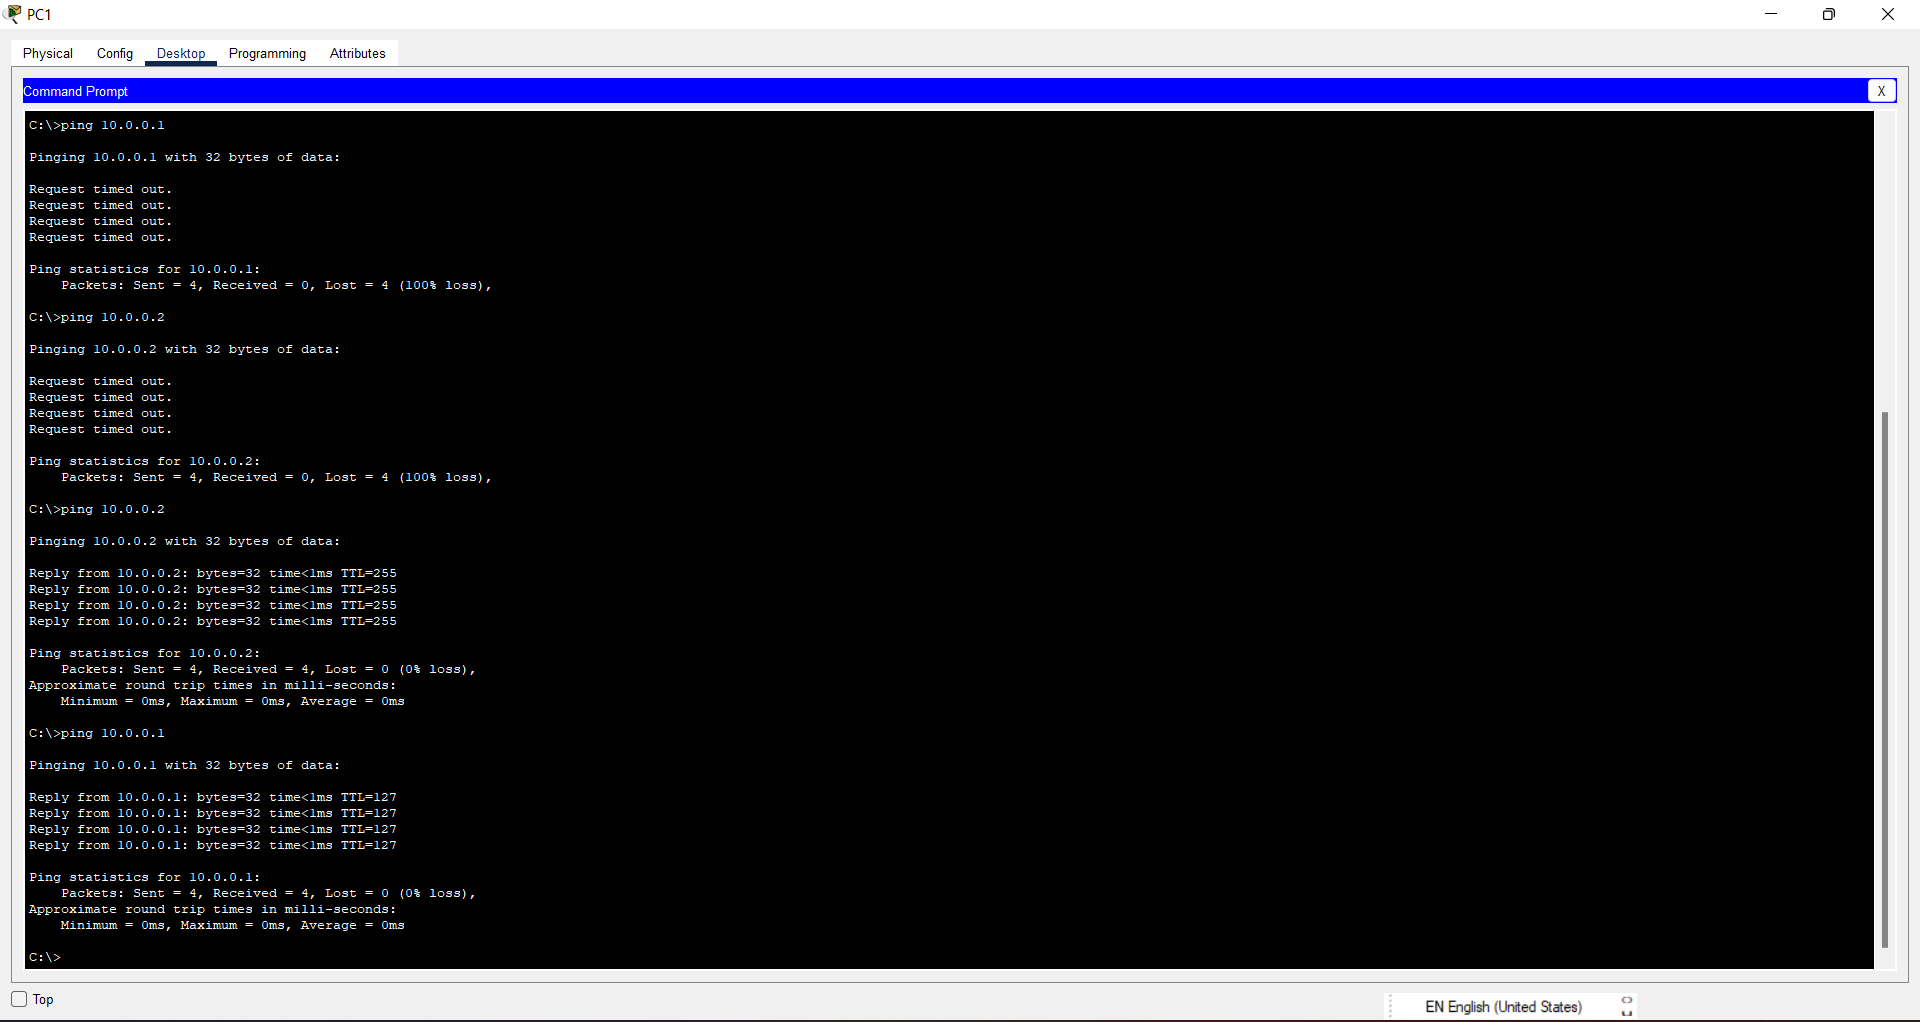 PC1
Physical Config Desktop Programming Attributes
Command Prompt X
C:\>ping 10.0.0.1
Pinging 10.0.0.1 with 32 bytes of data:
Request timed out.
Request timed out.
Request timed out.
Request timed out.
Ping statistics for 10.0.0.1:
Packets: Sent = 4, Received = 0, Lost = 4 (100% loss),
C:\>ping 10.0.0.2
Pinging 10.0.0.2 with 32 bytes of data:
Request timed out.
Request timed out.
Request timed out.
Request timed out.
Ping statistics for 10.0.0.2:
Packets: Sent = 4, Received = 0, Lost = 4 (100% loss),
C:\>ping 10.0.0.2
Pinging 10.0.0.2 with 32 bytes of data:
Reply from 10.0.0.2: bytes=32 time<1ms TTL=255
Reply from 10.0.0.2: bytes=32 time<1ms TTL=255
Reply from 10.0.0.2: bytes=32 time<1ms TTL=255
Reply from 10.0.0.2: bytes=32 time<1ms TTL=255
Ping statistics for 10.0.0.2:
Packets: Sent = 4, Received = 4, Lost = 0 (0% loss),
Approximate round trip times in milli-seconds:
Minimum = 0ms, Maximum = 0ms, Average = 0ms
C:\>ping 10.0.0.1
Pinging 10.0.0.1 with 32 bytes of data:
Reply from 10.0.0.1: bytes=32 time<1ms TTL=127
Reply from 10.0.0.1: bytes=32 time<1ms TTL=127
Reply from 10.0.0.1: bytes=32 time<1ms TTL=127
Reply from 10.0.0.1: bytes=32 time<1ms TTL=127
Ping statistics for 10.0.0.1:
Packets: Sent = 4, Received = 4, Lost = 0 (0% loss),
Approximate round trip times in milli-seconds:
Minimum = 0ms, Maximum = 0ms, Average = 0ms
C:\>
Top
EN English (United States)